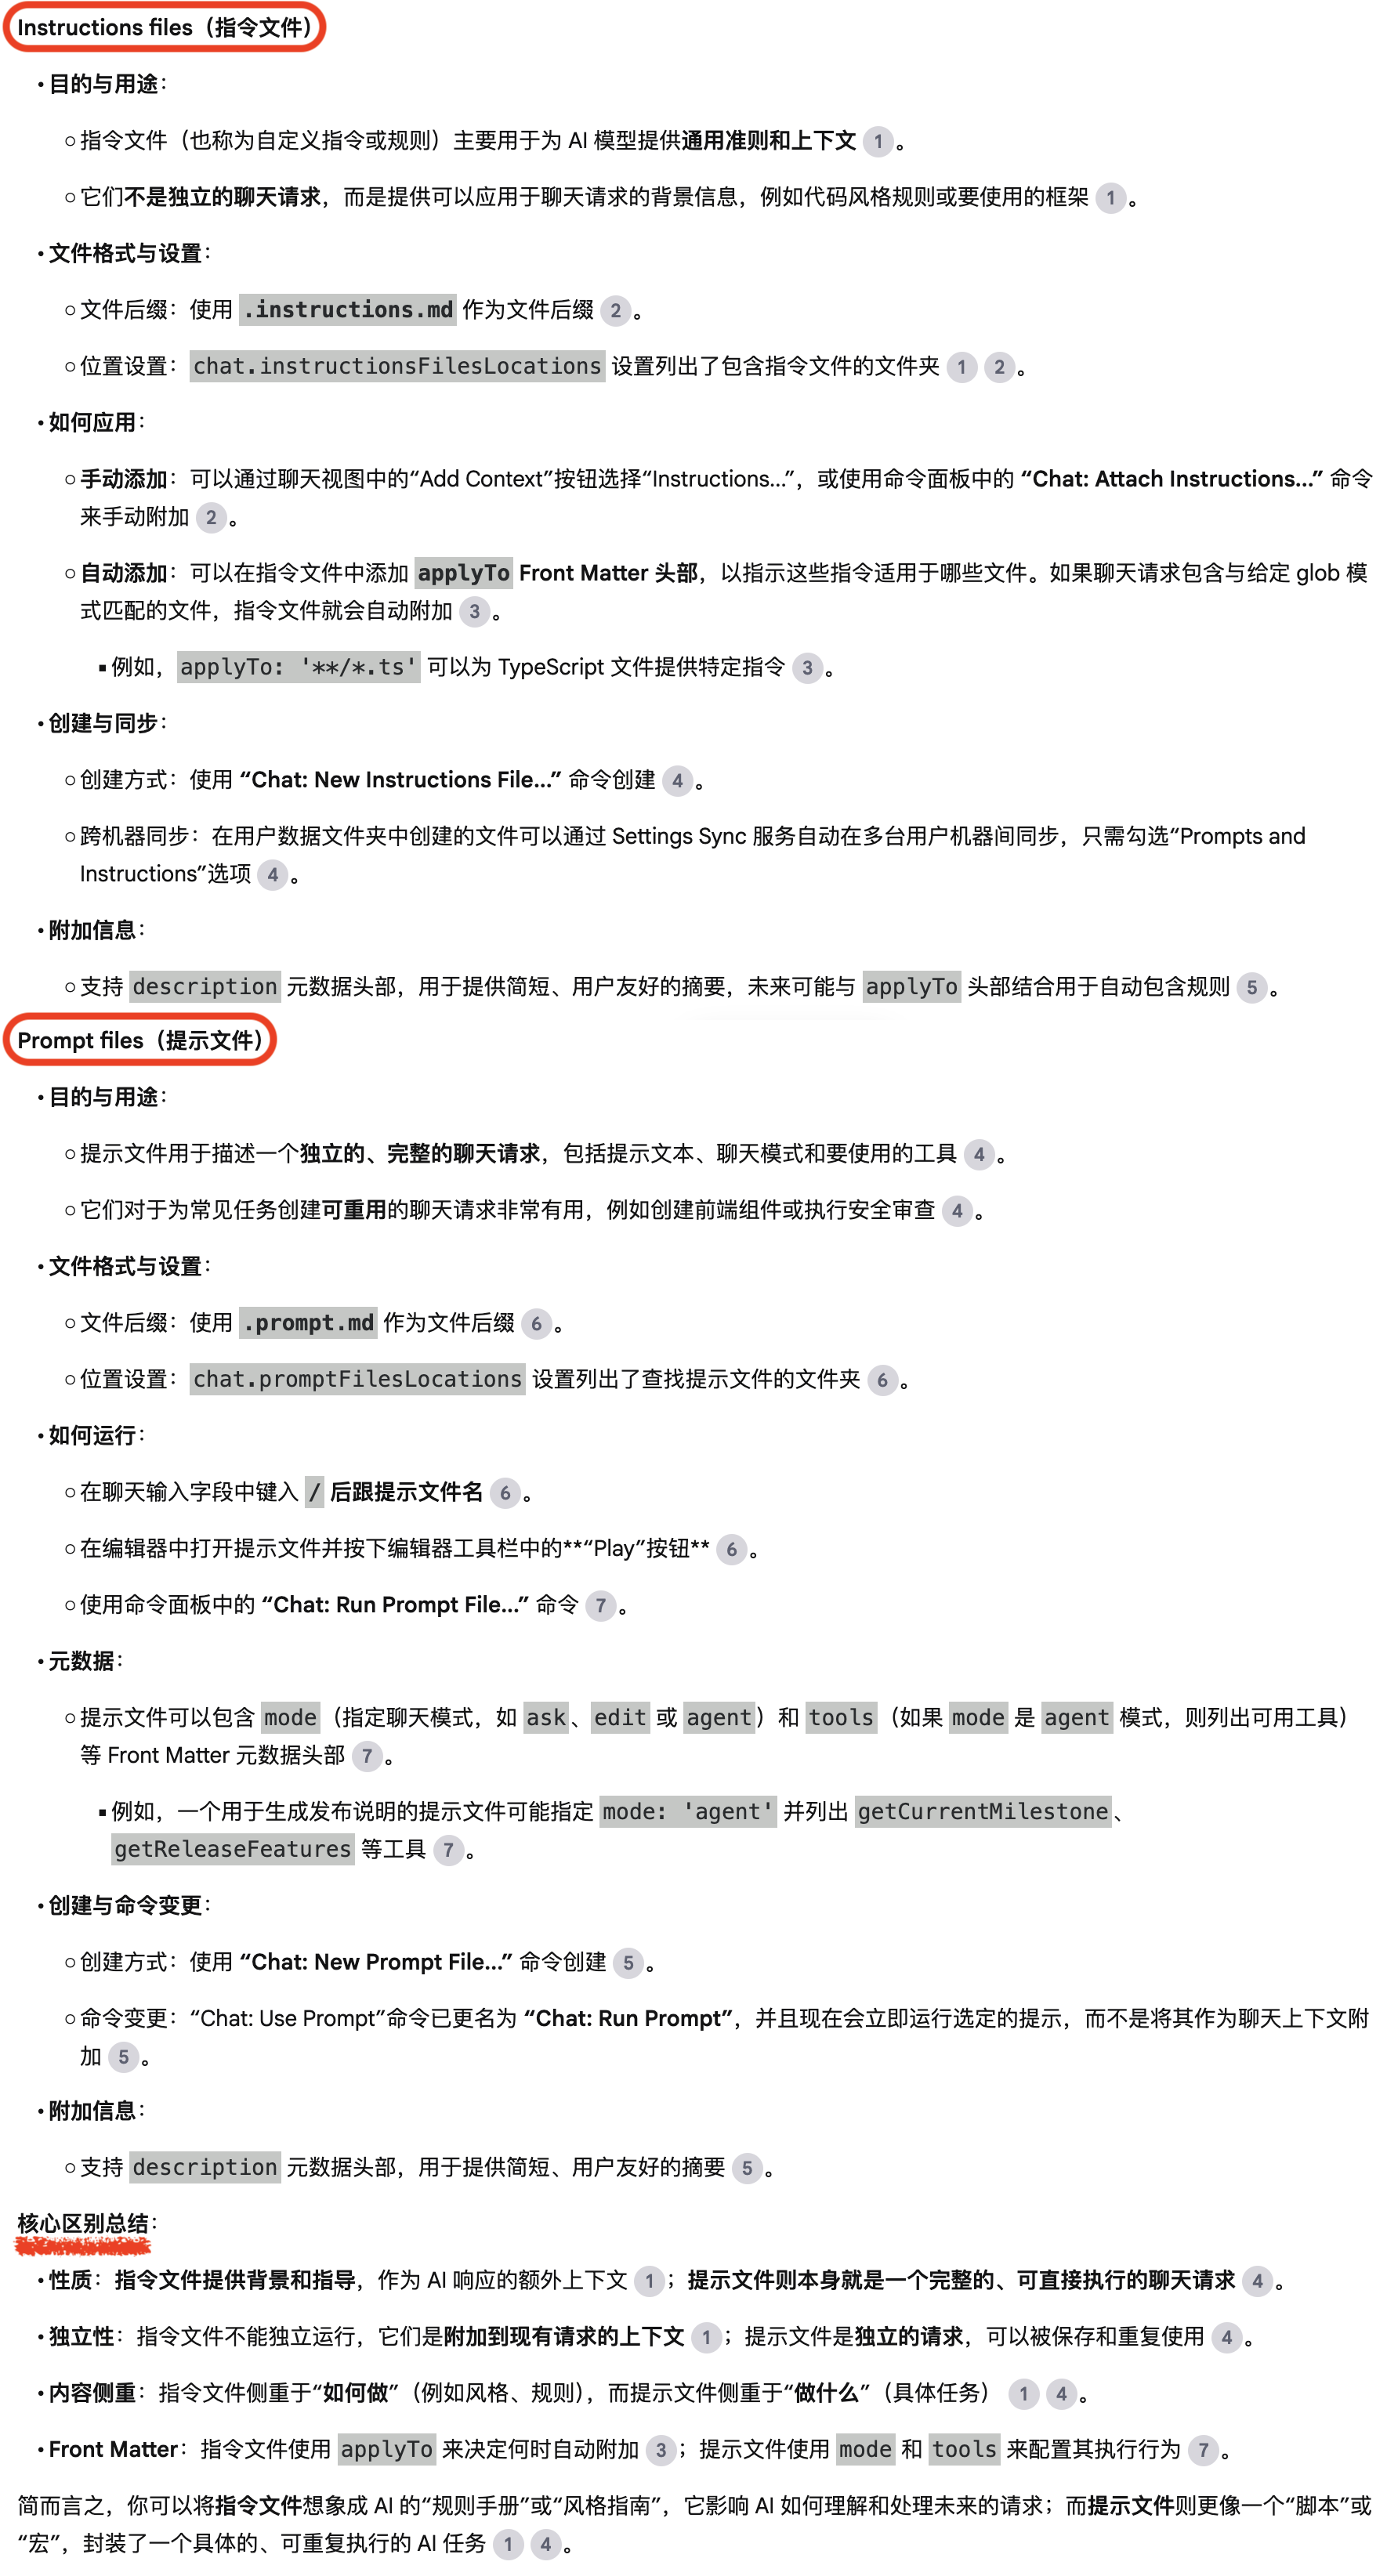 Instructions files（指令文件）
• 目的与用途：
○ 指令文件（也称为自定义指令或规则）主要用于为 AI 模型提供通用准则和上下文 1 。
○ 它们不是独立的聊天请求，而是提供可以应用于聊天请求的背景信息，例如代码风格规则或要使用的框架 1 。
• 文件格式与设置：
○ 文件后缀：使用 .instructions.md 作为文件后缀 2 。
○ 位置设置：chat.instructionsFilesLocations 设置列出了包含指令文件的文件夹 1 2 。
• 如何应用：
○ 手动添加：可以通过聊天视图中的“Add Context”按钮选择“Instructions...”，或使用命令面板中的 “Chat: Attach Instructions...” 命令
来手动附加 2 。
○ 自动添加：可以在指令文件中添加 applyTo Front Matter 头部，以指示这些指令适用于哪些文件。如果聊天请求包含与给定 glob 模
式匹配的文件，指令文件就会自动附加 3 。
▪ 例如，applyTo: '**/*.ts' 可以为 TypeScript 文件提供特定指令 3 。
• 创建与同步：
○ 创建方式：使用 “Chat: New Instructions File...” 命令创建 4 。
○ 跨机器同步：在用户数据文件夹中创建的文件可以通过 Settings Sync 服务自动在多台用户机器间同步，只需勾选“Prompts and
Instructions”选项 4 。
• 附加信息：
○ 支持 description 元数据头部，用于提供简短、用户友好的摘要，未来可能与 applyTo 头部结合用于自动包含规则 5 。
Prompt files（提示文件）
• 目的与用途：
○ 提示文件用于描述一个独立的、完整的聊天请求，包括提示文本、聊天模式和要使用的工具 4 。
○ 它们对于为常见任务创建可重用的聊天请求非常有用，例如创建前端组件或执行安全审查 4 。
• 文件格式与设置：
○ 文件后缀：使用 .prompt.md 作为文件后缀 6 。
○ 位置设置：chat.promptFilesLocations 设置列出了查找提示文件的文件夹 6 。
• 如何运行：
○ 在聊天输入字段中键入 / 后跟提示文件名 6 。
○ 在编辑器中打开提示文件并按下编辑器工具栏中的**“Play”按钮** 6 。
○ 使用命令面板中的 “Chat: Run Prompt File...” 命令 7 。
• 元数据：
○ 提示文件可以包含 mode（指定聊天模式，如 ask、edit 或 agent）和 tools（如果 mode 是 agent 模式，则列出可用工具）
等 Front Matter 元数据头部 7 。
▪ 例如，一个用于生成发布说明的提示文件可能指定 mode: 'agent' 并列出 getCurrentMilestone、
getReleaseFeatures 等工具 7 。
• 创建与命令变更：
○ 创建方式：使用 “Chat: New Prompt File...” 命令创建 5 。
○ 命令变更：“Chat: Use Prompt”命令已更名为 “Chat: Run Prompt”，并且现在会立即运行选定的提示，而不是将其作为聊天上下文附
加 5 。
• 附加信息：
○ 支持 description 元数据头部，用于提供简短、用户友好的摘要 5 。
核心区别总结：
• 性质：指令文件提供背景和指导，作为 AI 响应的额外上下文 1 ；提示文件则本身就是一个完整的、可直接执行的聊天请求 4 。
• 独立性：指令文件不能独立运行，它们是附加到现有请求的上下文 1 ；提示文件是独立的请求，可以被保存和重复使用 4 。
• 内容侧重：指令文件侧重于“如何做”（例如风格、规则），而提示文件侧重于“做什么”（具体任务） 1 4 。
• Front Matter：指令文件使用 applyTo 来决定何时自动附加 3 ；提示文件使用 mode 和 tools 来配置其执行行为 7 。
简而言之，你可以将指令文件想象成 AI 的“规则手册”或“风格指南”，它影响 AI 如何理解和处理未来的请求；而提示文件则更像一个“脚本”或
“宏”，封装了一个具体的、可重复执行的 AI 任务 1 4 。